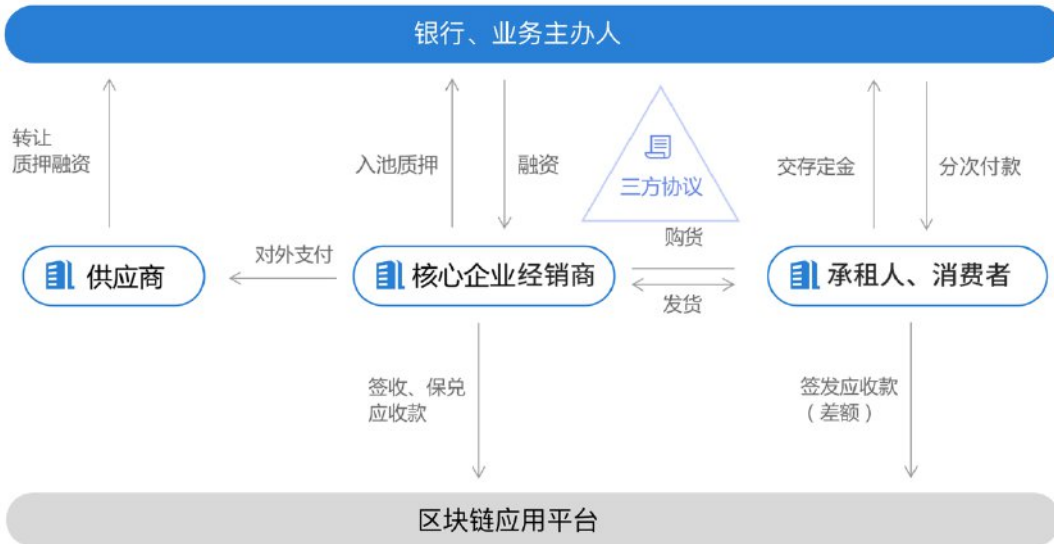 银行、业务主办人
转让
质押融资
入池质押
融资
三方协议
交存定金
分次付款
供应商
对外支付
核心企业经销商
购货
发货
承租人、消费者
签收、保兑
应收款
签发应收款
（差额）
区块链应用平台